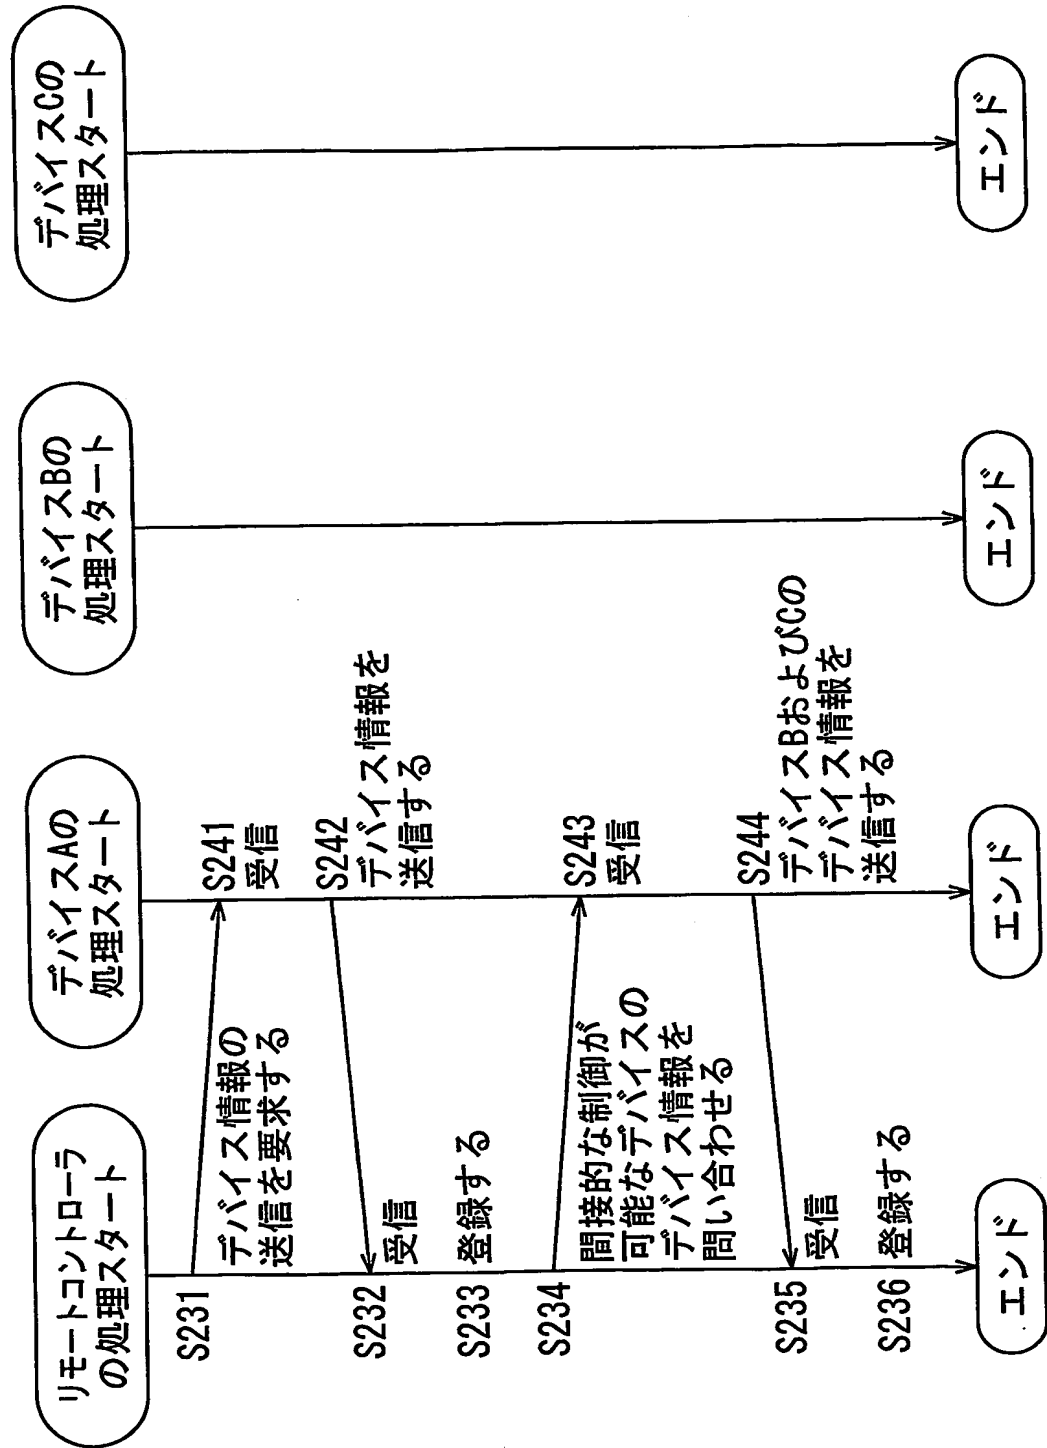 リモートコントローラ
の処理スタート
S231
デバイス情報の
送信を要求する
S232
受信
S233
登録する
S234
間接的な制御が
可能なデバイスの
デバイス情報を
問い合わせる
S235
受信
S236
登録する
エンド
デバイスAの
処理スタート
S241
受信
S242
デバイス情報を
送信する
S243
受信
S244
デバイスBおよびCの
デバイス情報を
送信する
エンド
デバイスBの
処理スタート
エンド
デバイスCの
処理スタート
エンド